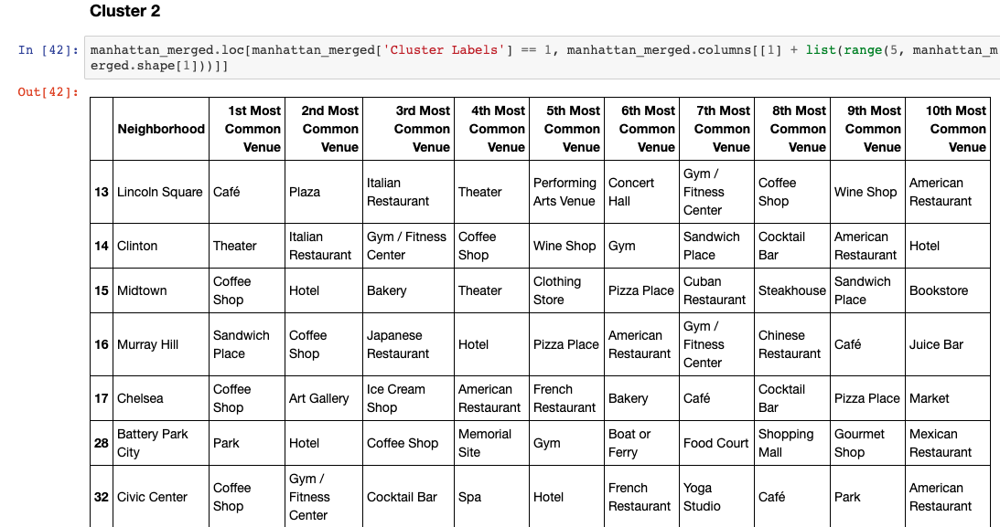 Cluster 2
In [42]: manhattan_merged.loc[manhattan_merged['Cluster Labels'] == 1, manhattan_merged.columns[[1] + list(range(5, manhattan_m
erged.shape[1]))]]
Out[42]:
Neighborhood 1st Most Common Venue 2nd Most Common Venue 3rd Most Common Venue 4th Most Common Venue 5th Most Common Venue 6th Most Common Venue 7th Most Common Venue 8th Most Common Venue 9th Most Common Venue 10th Most Common Venue
13 Lincoln Square Café Plaza Italian Restaurant Theater Performing Arts Venue Concert Hall Gym / Fitness Center Coffee Shop Wine Shop American Restaurant
14 Clinton Theater Italian Restaurant Gym / Fitness Center Coffee Shop Wine Shop Gym Sandwich Place Cocktail Bar American Restaurant Hotel
15 Midtown Coffee Shop Hotel Bakery Theater Clothing Store Pizza Place Cuban Restaurant Steakhouse Sandwich Place Bookstore
16 Murray Hill Sandwich Place Coffee Shop Japanese Restaurant Hotel Pizza Place American Restaurant Gym / Fitness Center Chinese Restaurant Café Juice Bar
17 Chelsea Coffee Shop Art Gallery Ice Cream Shop American Restaurant French Restaurant Bakery Café Cocktail Bar Pizza Place Market
28 Battery Park City Park Hotel Coffee Shop Memorial Site Gym Boat or Ferry Food Court Shopping Mall Gourmet Shop Mexican Restaurant
32 Civic Center Coffee Shop Gym / Fitness Center Cocktail Bar Spa Hotel French Restaurant Yoga Studio Café Park American Restaurant